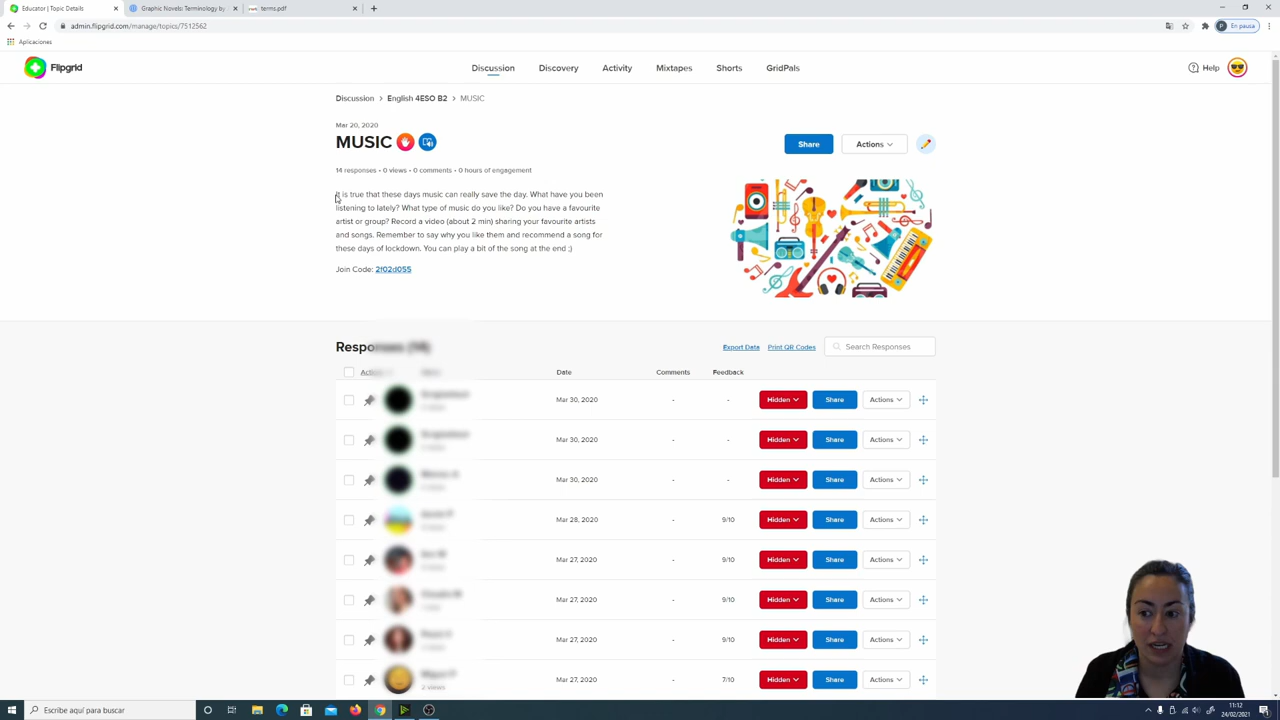 Educator | Topic Details
Graphic Novels: Terminology by
terms.pdf
admin.flipgrid.com/manage/topics/7512562
En pausa
Aplicaciones
Flipgrid
Discussion Discovery Activity Mixtapes Shorts GridPals
Help
Discussion > English 4ESO B2 > MUSIC
Mar 20, 2020
MUSIC
Share Actions
14 responses • 0 views • 0 comments • 0 hours of engagement
It is true that these days music can really save the day. What have you been
listening to lately? What type of music do you like? Do you have a favourite
artist or group? Record a video (about 2 min) sharing your favourite artists
and songs. Remember to say why you like them and recommend a song for
these days of lockdown. You can play a bit of the song at the end ;)
Join Code: 2f02d055
Responses (14)
Export Data Print QR Codes Search Responses
Date Comments Feedback
Mar 30, 2020 - - Hidden Share Actions
Mar 30, 2020 - - Hidden Share Actions
Mar 30, 2020 - - Hidden Share Actions
Mar 28, 2020 - 9/10 Hidden Share Actions
Mar 27, 2020 - 9/10 Hidden Share Actions
Mar 27, 2020 - 9/10 Hidden Share Actions
Mar 27, 2020 - 9/10 Hidden Share Actions
Mar 27, 2020 - 7/10 Hidden Share Actions
2 views
Escribe aquí para buscar
11:12
24/02/2021